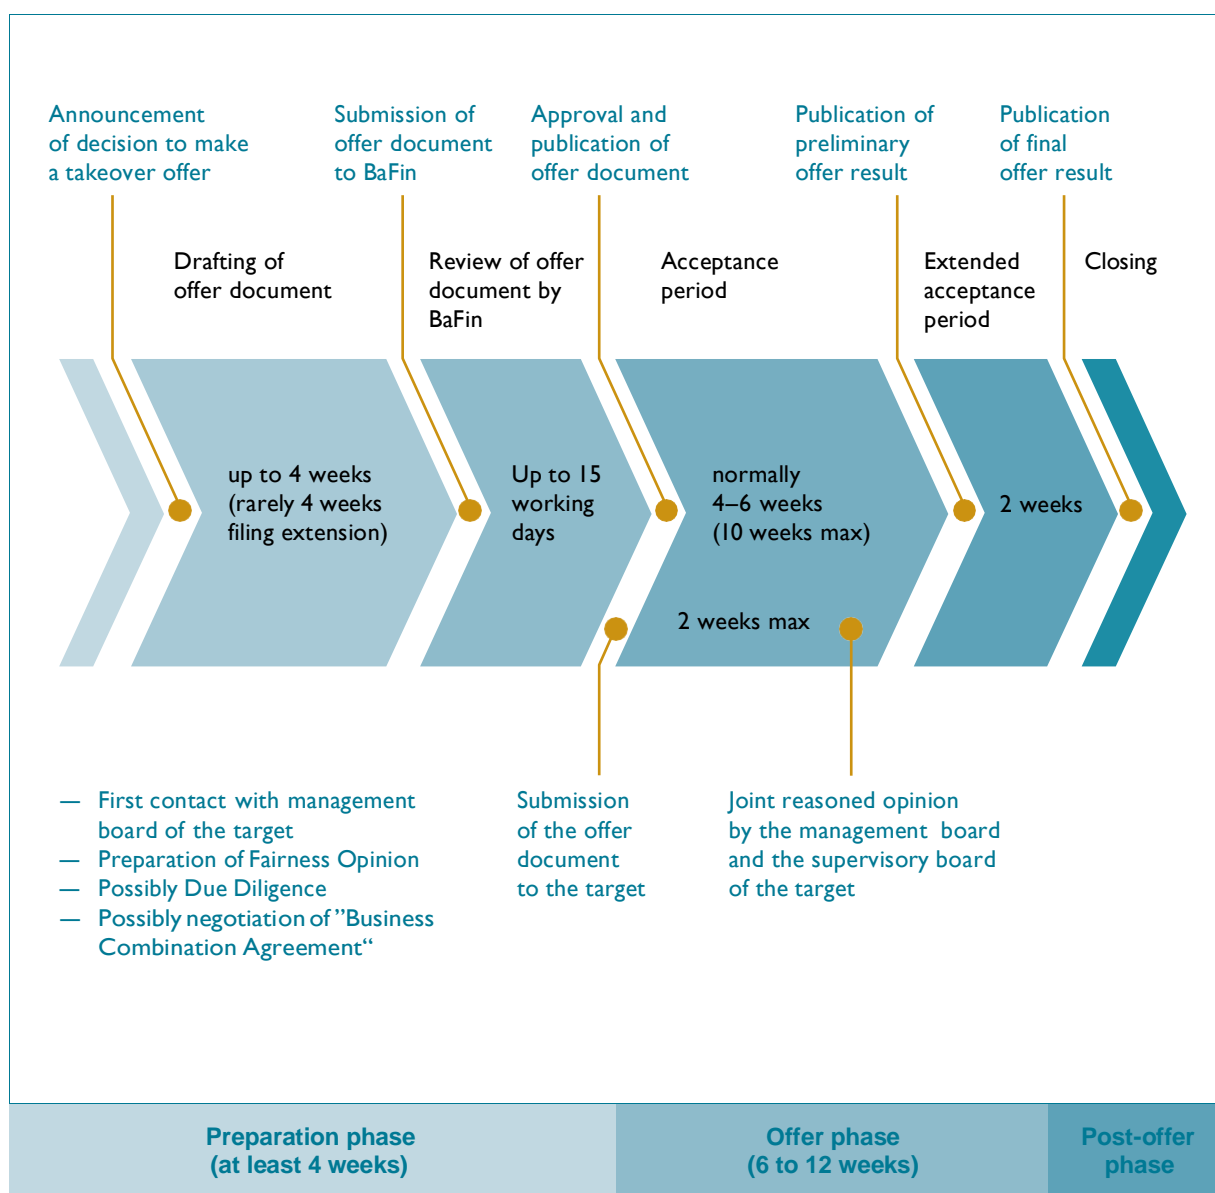 Announcement
of decision to make
a takeover offer
Submission of
offer document
to BaFin
Approval and
publication of
offer document
Publication of
preliminary
offer result
Publication
of final
offer result
Drafting of
offer document
Review of offer
document by
BaFin
Acceptance
period
Extended
acceptance
period
Closing
up to 4 weeks
(rarely 4 weeks
filing extension)
Up to 15
working
days
normally
4–6 weeks
(10 weeks max)
2 weeks
2 weeks max
— First contact with management
board of the target
— Preparation of Fairness Opinion
— Possibly Due Diligence
— Possibly negotiation of ”Business
Combination Agreement“
Submission
of the offer
document
to the target
Joint reasoned opinion
by the management board
and the supervisory board
of the target
Preparation phase
(at least 4 weeks)
Offer phase
(6 to 12 weeks)
Post-offer
phase